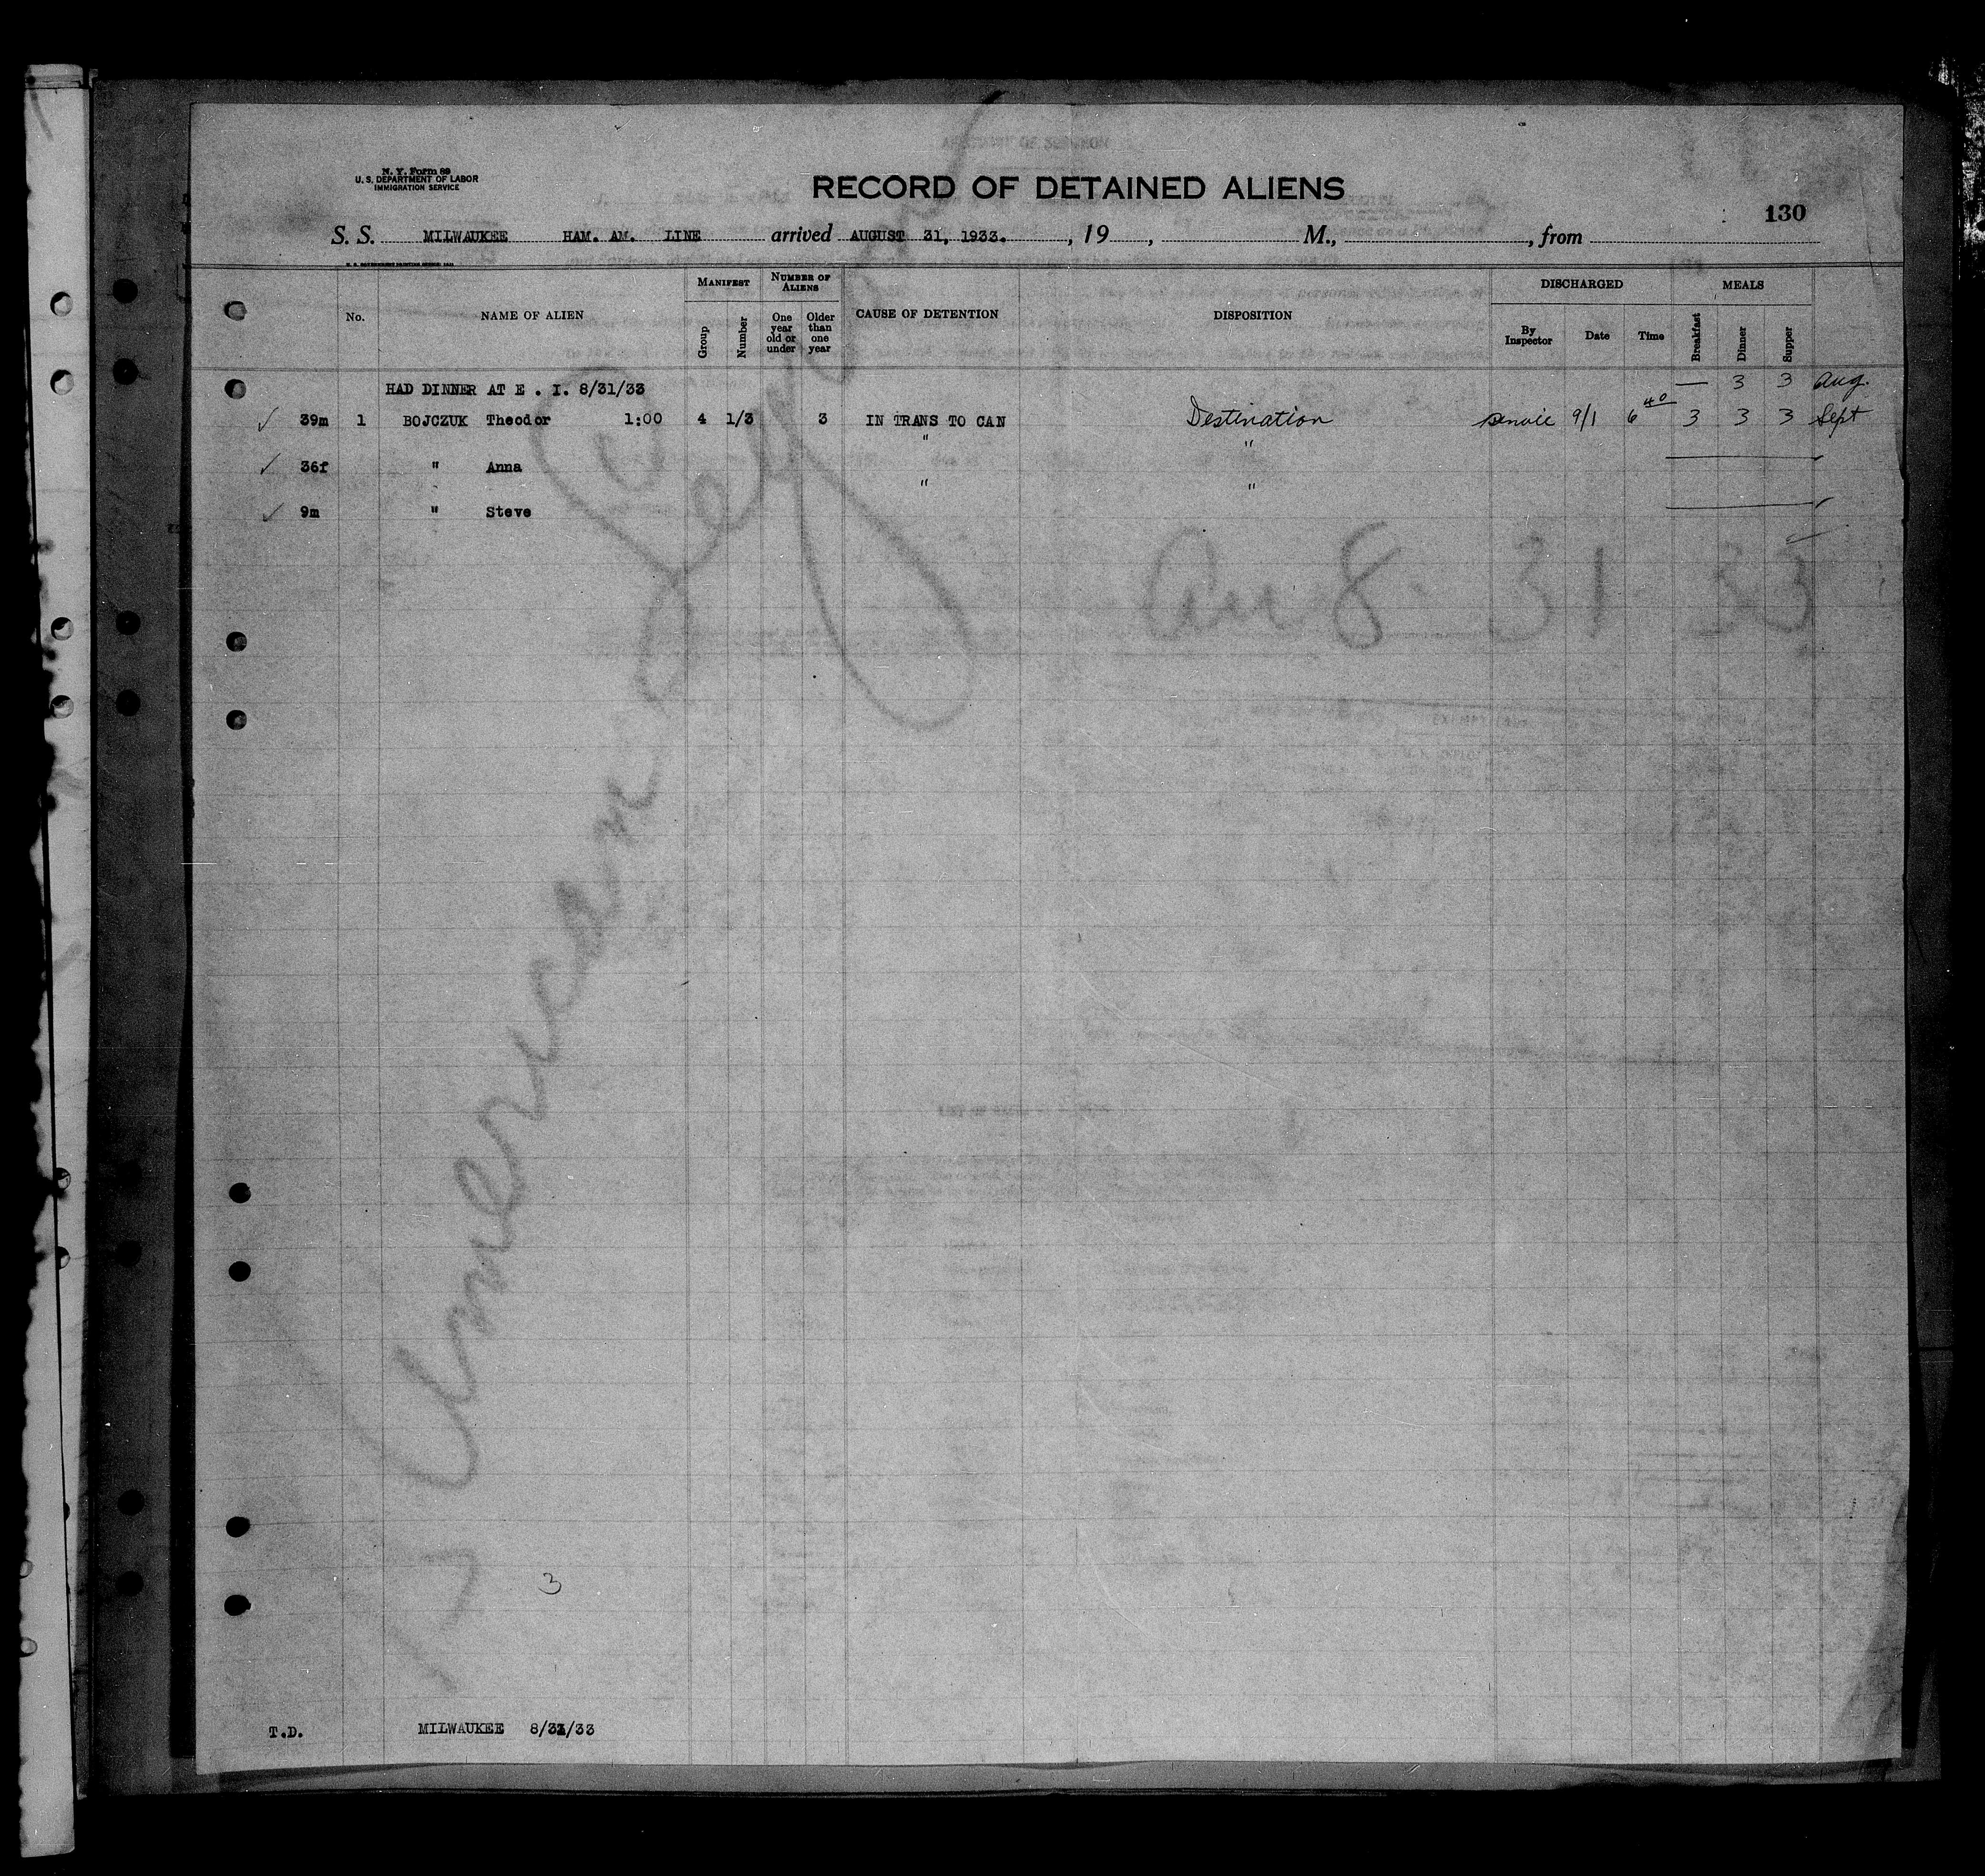 N. Y. Form 89
U. S. DEPARTMENT OF LABOR
IMMIGRATION SERVICE
RECORD OF DETAINED ALIENS
130
S. S. MILWAUKEE HAM. AM. LINE arrived AUGUST 31, 1933. , 19 , M., , from
No. NAME OF ALIEN MANIFEST Group Number NUMBER OF ALIENS One year old or under Older than one year CAUSE OF DETENTION DISPOSITION DISCHARGED By Inspector Date Time MEALS Breakfast Dinner Supper
HAD DINNER AT E . I. 8/31/33 — 3 3 Aug.
39m 1 BOJCZUK Theodor 1:00 4 1/3 3 IN TRANS TO CAN Destination 9/1 6 40 3 3 3 Sept
36f " Anna " "
9m " Steve " "
Aug 31 33
3
T.D. MILWAUKEE 8/31/33